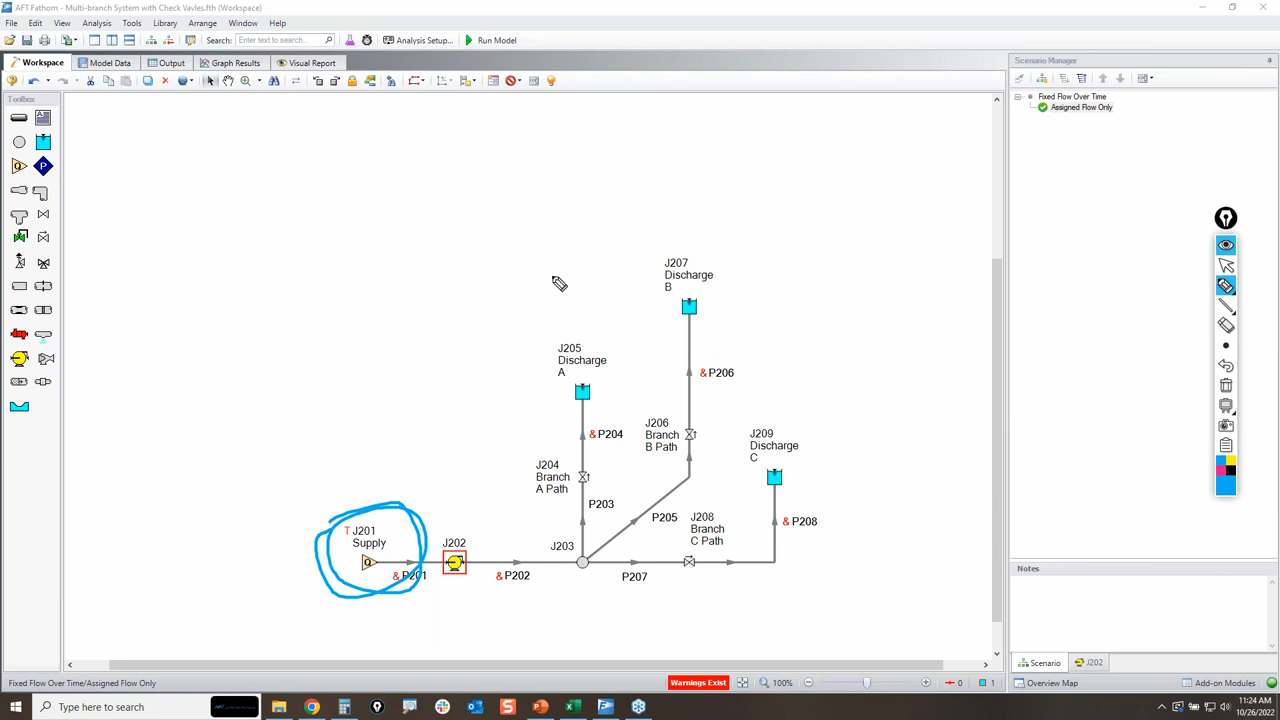 AFT Fathom - Multi-branch System with Check Vavles.fth (Workspace)
File Edit View Analysis Tools Library Arrange Window Help
Search: Enter text to search... Analysis Setup... Run Model
Workspace Model Data Output Graph Results Visual Report
Toolbox
Scenario Manager
Fixed Flow Over Time
Assigned Flow Only
J207
Discharge
B
J205
Discharge
A
& P206
J206
Branch
B Path
& P204
J209
Discharge
C
J204
Branch
A Path
P203
P205
J208
Branch
C Path
& P208
T J201
Supply
J202
J203
& P201
& P202
P207
Notes
Scenario J202
Fixed Flow Over Time/Assigned Flow Only
Warnings Exist
100%
0
1
Overview Map
Add-on Modules
Type here to search
11:24 AM
10/26/2022